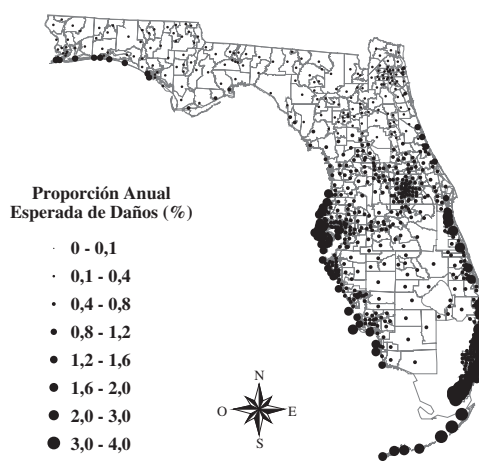 Proporción Anual
Esperada de Daños (%)
0 - 0,1
0,1 - 0,4
0,4 - 0,8
0,8 - 1,2
1,2 - 1,6
1,6 - 2,0
2,0 - 3,0
3,0 - 4,0
N
O E
S